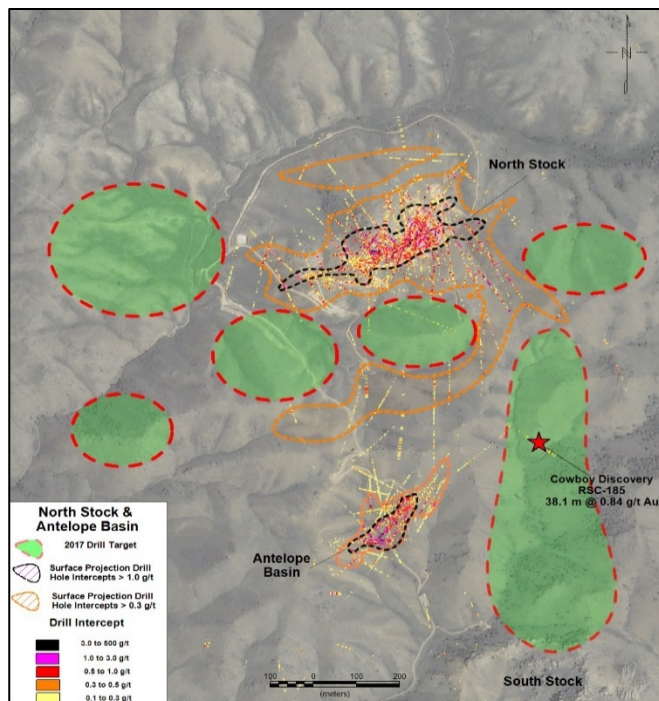 N
North Stock
Cowboy Discovery
RSC-185
38.1 m @ 0.84 g/t Au
Antelope
Basin
South Stock
North Stock &
Antelope Basin
2017 Drill Target
Surface Projection Drill
Hole Intercepts > 1.0 g/t
Surface Projection Drill
Hole Intercepts > 0.3 g/t
Drill Intercept
3.0 to 500 g/t
1.0 to 3.0 g/t
0.5 to 1.0 g/t
0.3 to 0.5 g/t
0.1 to 0.3 g/t
100 0 100 200
(meters)